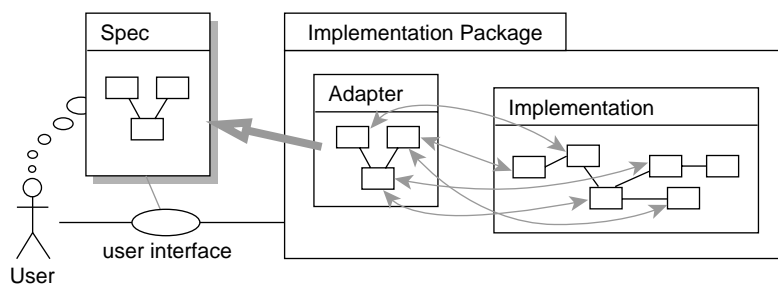 Spec
Implementation Package
Adapter
Implementation
user interface
User